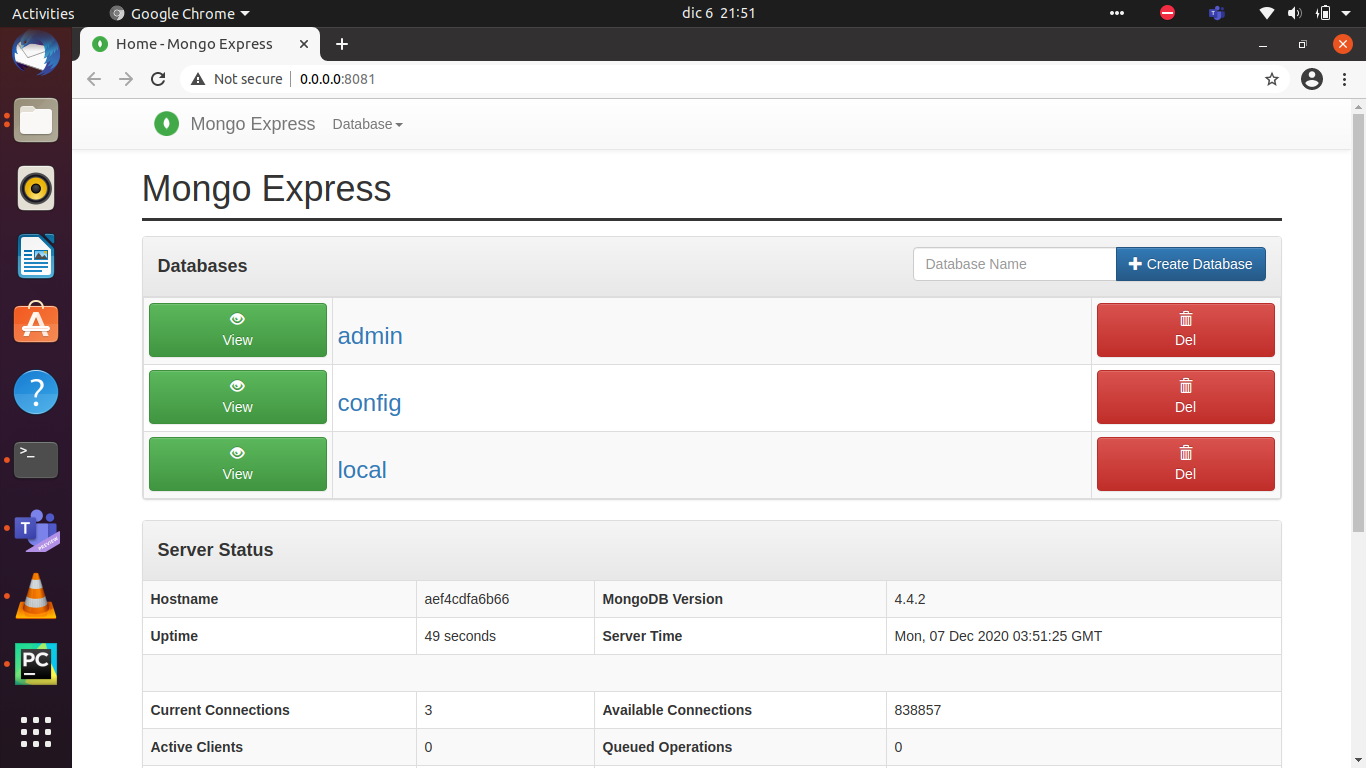 Activities Google Chrome dic 6 21:51
Home - Mongo Express
Not secure 0.0.0.0:8081
Mongo Express Database
Mongo Express
Databases Database Name Create Database
View admin Del
View config Del
View local Del
Server Status
Hostname aef4cdfa6b66 MongoDB Version 4.4.2
Uptime 49 seconds Server Time Mon, 07 Dec 2020 03:51:25 GMT
Current Connections 3 Available Connections 838857
Active Clients 0 Queued Operations 0
>_
T
PREVIEW
PC